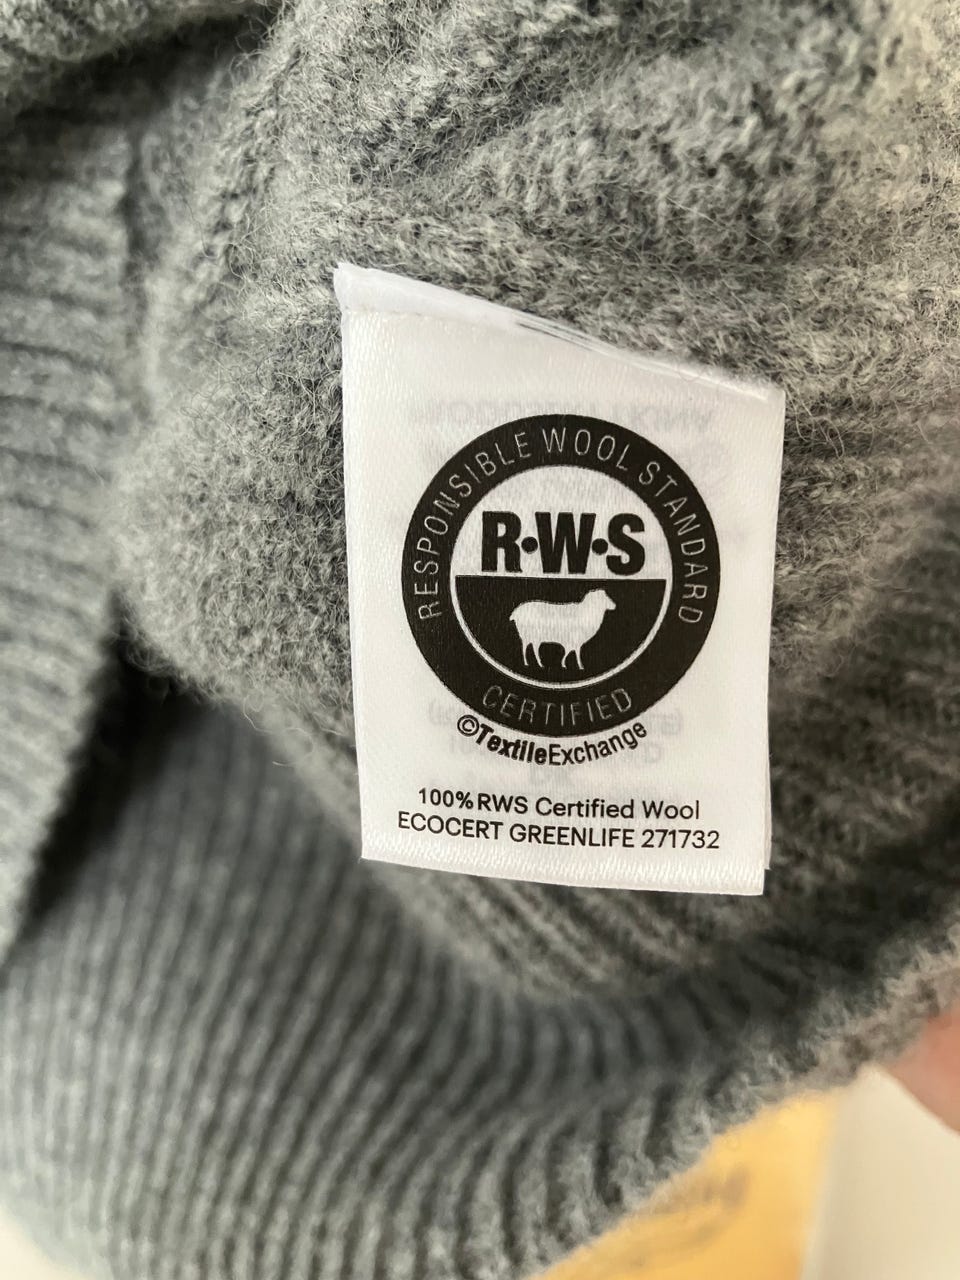 RESPONSIBLE WOOL STANDARD
R•W•S
CERTIFIED
©TextileExchange
100% RWS Certified Wool
ECOCERT GREENLIFE 271732